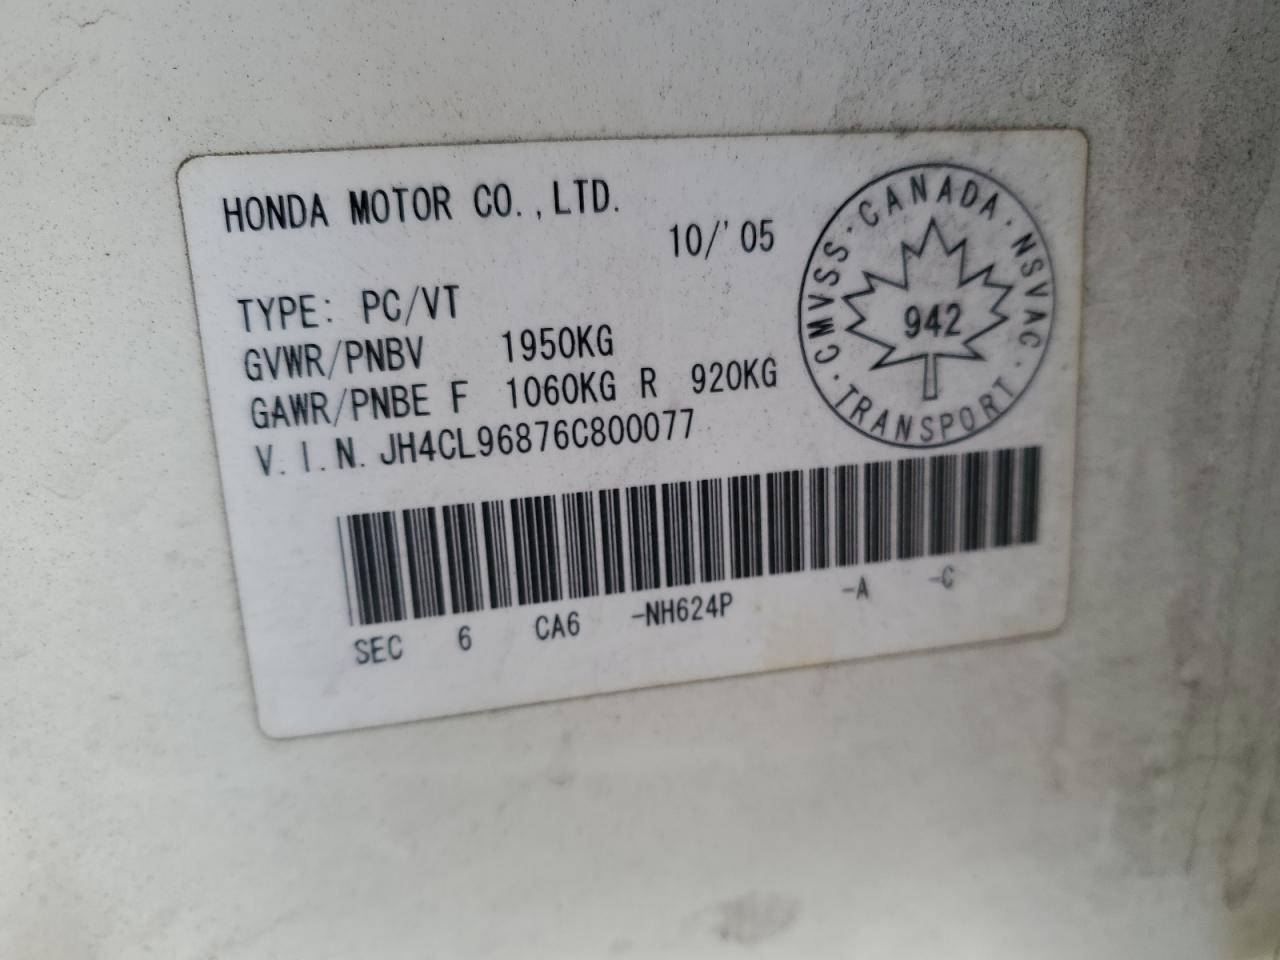 HONDA MOTOR CO.,LTD.
10/'05
TYPE: PC/VT
GVWR/PNBV 1950KG
GAWR/PNBE F 1060KG R 920KG
V.I.N. JH4CL96876C800077
CMVSS · CANADA · NSVAC · TRANSPORT ·
942
SEC 6 CA6 -NH624P -A -C